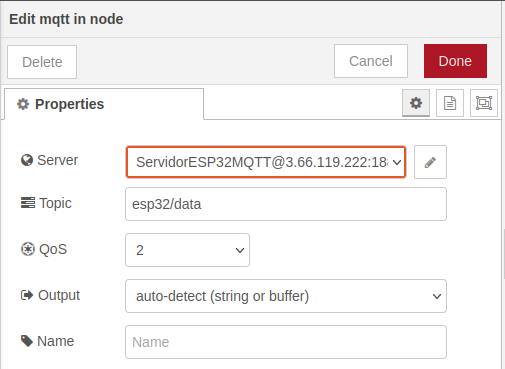 Edit mqtt in node
Delete
Cancel
Done
Properties
Server
ServidorESP32MQTT@3.66.119.222:18
Topic
esp32/data
QoS
2
Output
auto-detect (string or buffer)
Name
Name